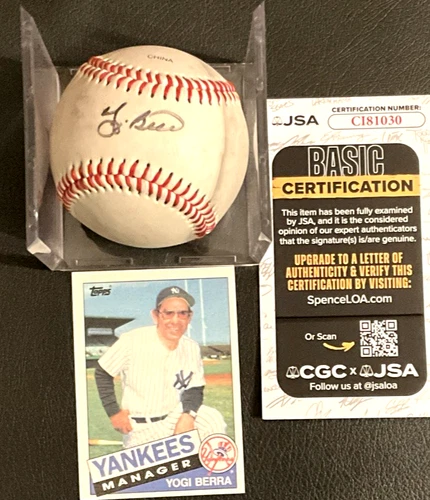 CHINA
Yogi Berra
JSA
CERTIFICATION NUMBER:
CI81030
BASIC
CERTIFICATION
This item has been fully examined
by JSA, and it is the considered
opinion of our expert authenticators
that the signature(s) is/are genuine.
UPGRADE TO A LETTER OF
AUTHENTICITY & VERIFY THIS
CERTIFICATION BY VISITING:
SpenceLOA.com
Or Scan
CGC x JSA
Follow us at @jsaloa
Topps
NY
YANKEES
MANAGER
YOGI BERRA